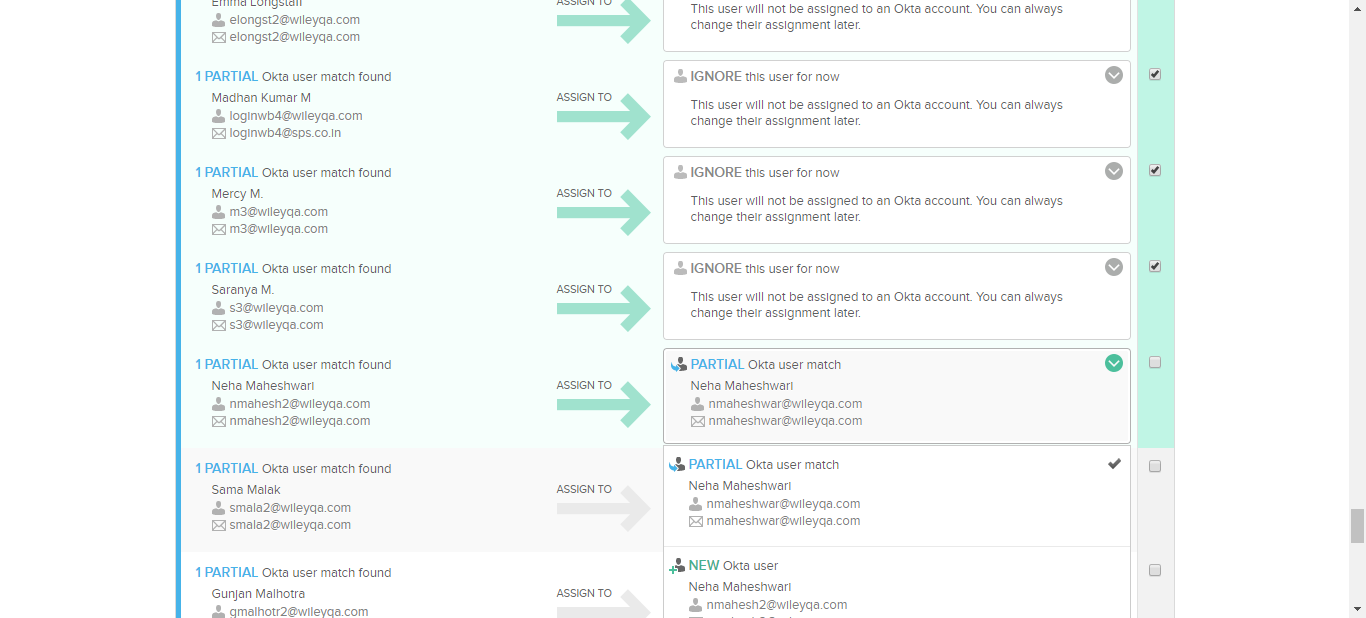 Emma Longstaff
elongst2@wileyqa.com
elongst2@wileyqa.com
ASSIGN TO
This user will not be assigned to an Okta account. You can always
change their assignment later.
1 PARTIAL Okta user match found
Madhan Kumar M
loginwb4@wileyqa.com
loginwb4@sps.co.in
ASSIGN TO
IGNORE this user for now
This user will not be assigned to an Okta account. You can always
change their assignment later.
1 PARTIAL Okta user match found
Mercy M.
m3@wileyqa.com
m3@wileyqa.com
ASSIGN TO
IGNORE this user for now
This user will not be assigned to an Okta account. You can always
change their assignment later.
1 PARTIAL Okta user match found
Saranya M.
s3@wileyqa.com
s3@wileyqa.com
ASSIGN TO
IGNORE this user for now
This user will not be assigned to an Okta account. You can always
change their assignment later.
1 PARTIAL Okta user match found
Neha Maheshwari
nmahesh2@wileyqa.com
nmahesh2@wileyqa.com
ASSIGN TO
PARTIAL Okta user match
Neha Maheshwari
nmaheshwar@wileyqa.com
nmaheshwar@wileyqa.com
1 PARTIAL Okta user match found
Sama Malak
smala2@wileyqa.com
smala2@wileyqa.com
ASSIGN TO
PARTIAL Okta user match
Neha Maheshwari
nmaheshwar@wileyqa.com
nmaheshwar@wileyqa.com
1 PARTIAL Okta user match found
Gunjan Malhotra
gmalhotr2@wileyqa.com
ASSIGN TO
NEW Okta user
Neha Maheshwari
nmahesh2@wileyqa.com